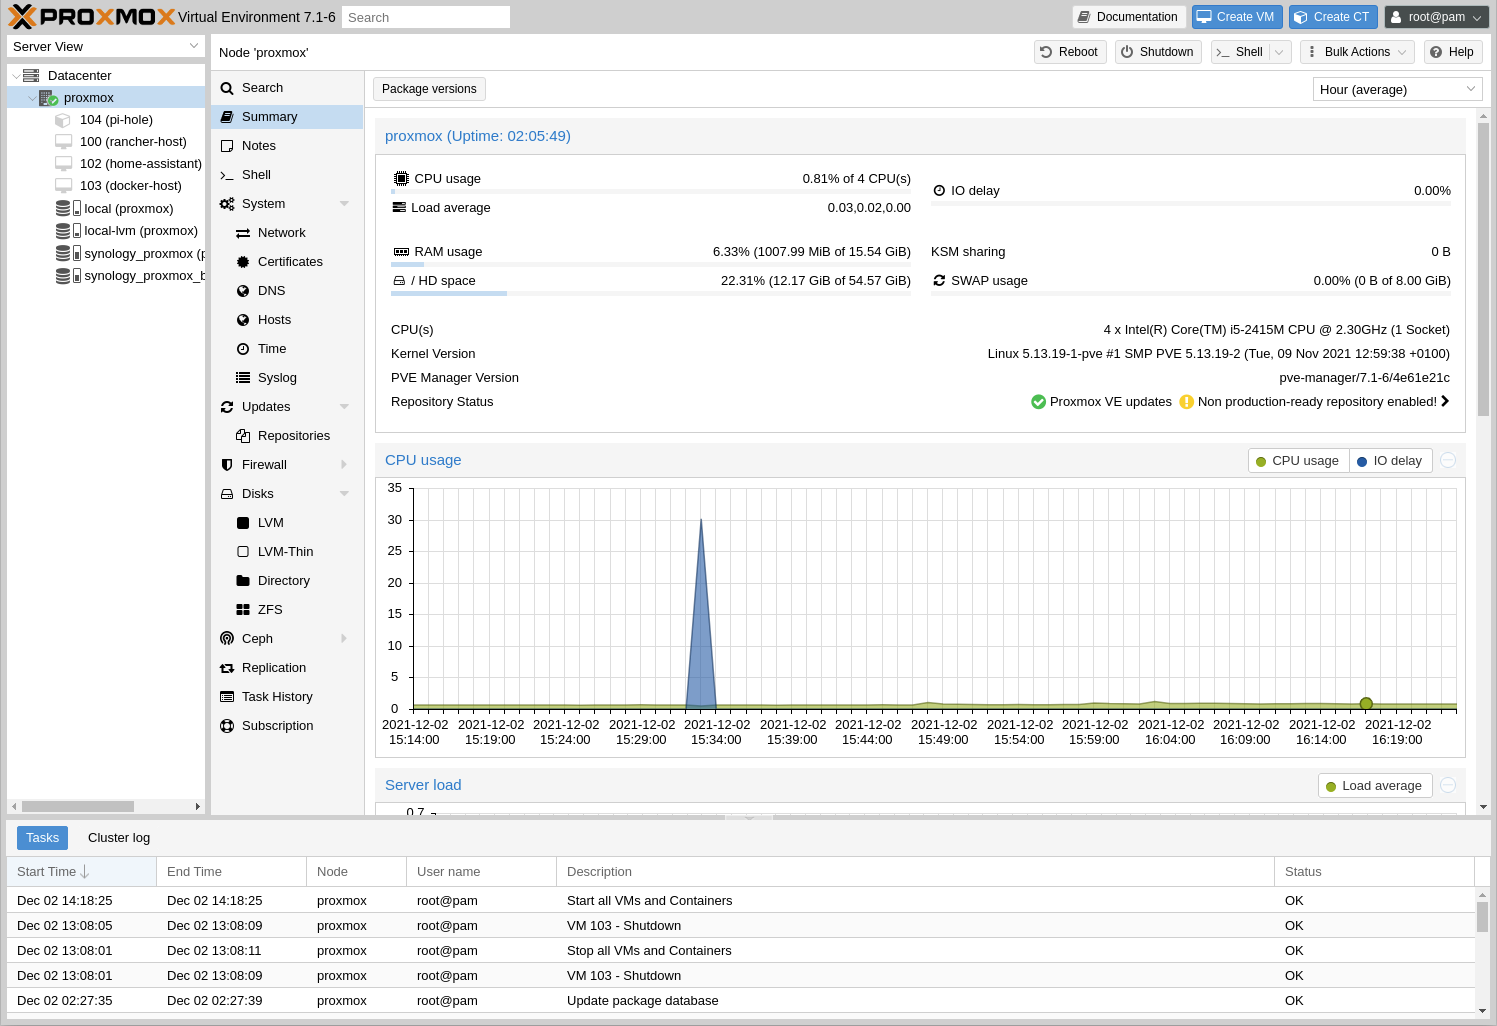 PROXMOX Virtual Environment 7.1-6 Search Documentation Create VM Create CT root@pam
Server View
Node 'proxmox' Reboot Shutdown Shell Bulk Actions Help
Datacenter
proxmox
104 (pi-hole)
100 (rancher-host)
102 (home-assistant)
103 (docker-host)
local (proxmox)
local-lvm (proxmox)
synology_proxmox (p
synology_proxmox_b
Search
Summary
Notes
Shell
System
Network
Certificates
DNS
Hosts
Time
Syslog
Updates
Repositories
Firewall
Disks
LVM
LVM-Thin
Directory
ZFS
Ceph
Replication
Task History
Subscription
Package versions Hour (average)
proxmox (Uptime: 02:05:49)
CPU usage 0.81% of 4 CPU(s)
IO delay 0.00%
Load average 0.03,0.02,0.00
RAM usage 6.33% (1007.99 MiB of 15.54 GiB) KSM sharing 0 B
/ HD space 22.31% (12.17 GiB of 54.57 GiB) SWAP usage 0.00% (0 B of 8.00 GiB)
CPU(s) 4 x Intel(R) Core(TM) i5-2415M CPU @ 2.30GHz (1 Socket)
Kernel Version Linux 5.13.19-1-pve #1 SMP PVE 5.13.19-2 (Tue, 09 Nov 2021 12:59:38 +0100)
PVE Manager Version pve-manager/7.1-6/4e61e21c
Repository Status Proxmox VE updates Non production-ready repository enabled!
CPU usage CPU usage IO delay
35
30
25
20
15
10
5
0
2021-12-02 2021-12-02 2021-12-02 2021-12-02 2021-12-02 2021-12-02 2021-12-02 2021-12-02 2021-12-02 2021-12-02 2021-12-02 2021-12-02 2021-12-02 2021-12-02
15:14:00 15:19:00 15:24:00 15:29:00 15:34:00 15:39:00 15:44:00 15:49:00 15:54:00 15:59:00 16:04:00 16:09:00 16:14:00 16:19:00
Server load Load average
0.7
Tasks Cluster log
Start Time End Time Node User name Description Status
Dec 02 14:18:25 Dec 02 14:18:25 proxmox root@pam Start all VMs and Containers OK
Dec 02 13:08:05 Dec 02 13:08:09 proxmox root@pam VM 103 - Shutdown OK
Dec 02 13:08:01 Dec 02 13:08:11 proxmox root@pam Stop all VMs and Containers OK
Dec 02 13:08:01 Dec 02 13:08:09 proxmox root@pam VM 103 - Shutdown OK
Dec 02 02:27:35 Dec 02 02:27:39 proxmox root@pam Update package database OK